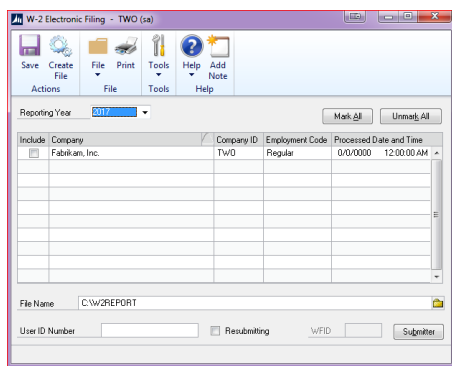 W-2 Electronic Filing - TWO (sa)
Save Create File File Print Tools Help Add Note
Actions File Tools Help
Reporting Year 2017 Mark All Unmark All
Include Company Company ID Employment Code Processed Date and Time
Fabrikam, Inc. TWO Regular 0/0/0000 12:00:00 AM
File Name C:\W2REPORT
User ID Number Resubmitting WFID Submitter